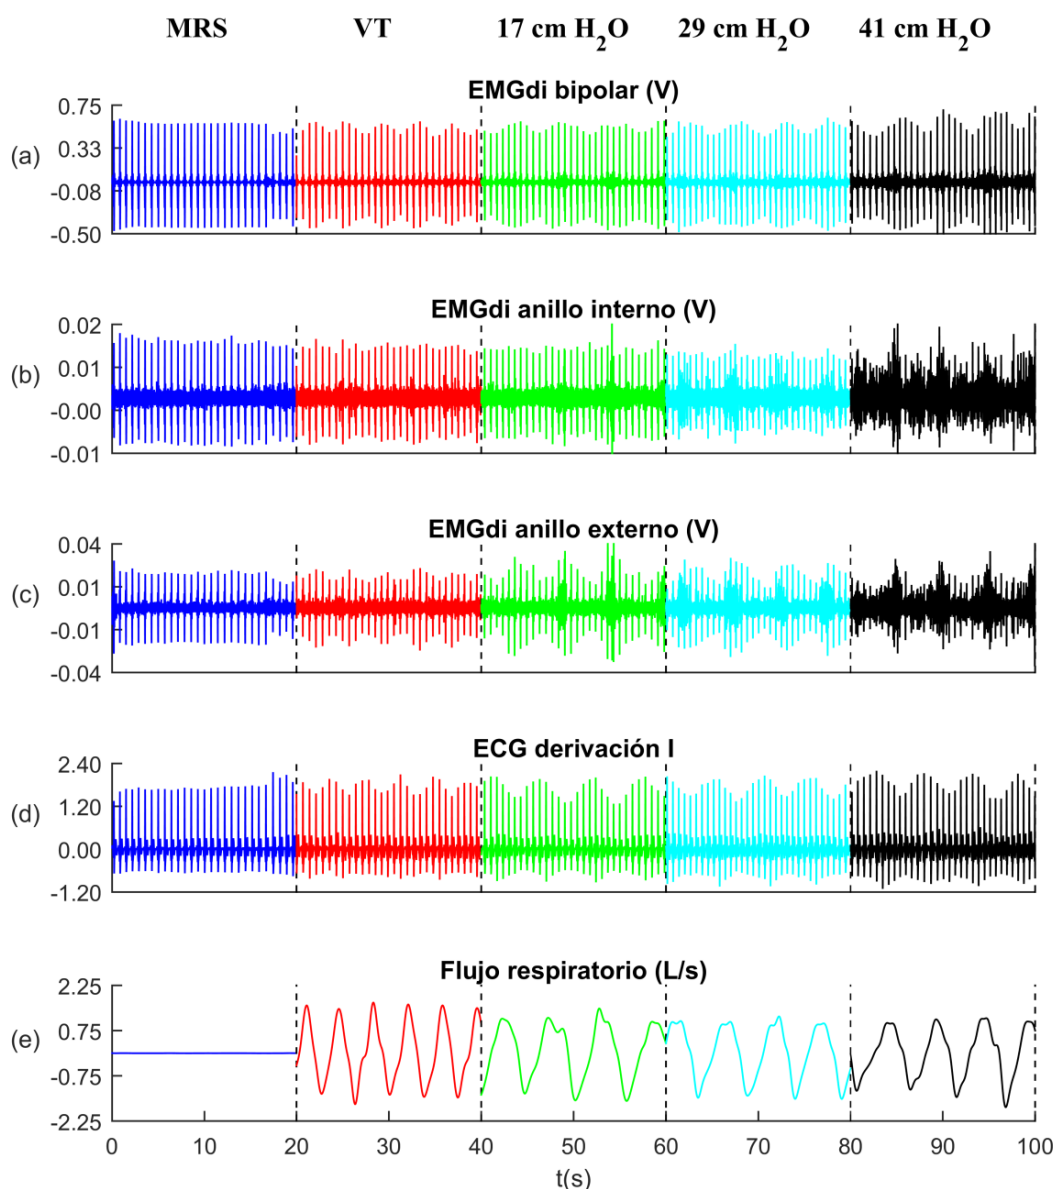 MRS VT 17 cm H₂O 29 cm H₂O 41 cm H₂O
EMGdi bipolar (V)
0.75
(a)
0.33
-0.08
-0.50
EMGdi anillo interno (V)
0.02
(b)
0.01
-0.00
-0.01
EMGdi anillo externo (V)
0.04
(c)
0.01
-0.01
-0.04
ECG derivación I
2.40
(d)
1.20
0.00
-1.20
Flujo respiratorio (L/s)
2.25
(e)
0.75
-0.75
-2.25
0 10 20 30 40 50 60 70 80 90 100
t(s)